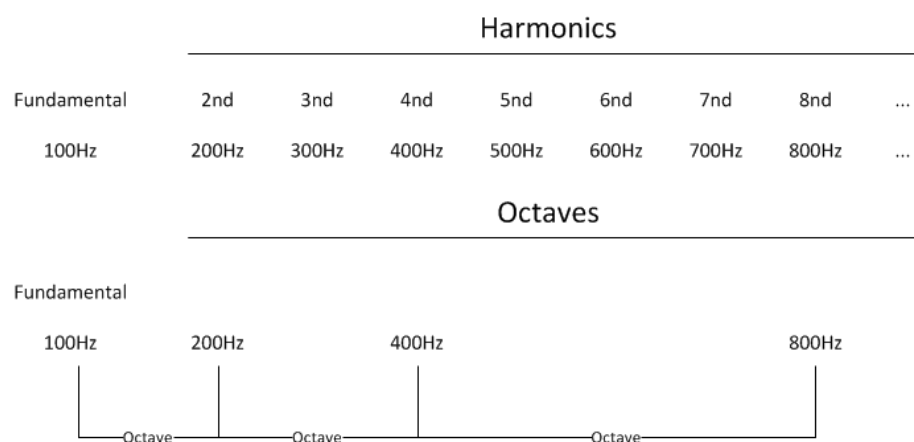 Harmonics
Fundamental 2nd 3nd 4nd 5nd 6nd 7nd 8nd ...
100Hz 200Hz 300Hz 400Hz 500Hz 600Hz 700Hz 800Hz ...
Octaves
Fundamental
100Hz 200Hz 400Hz 800Hz
Octave Octave Octave